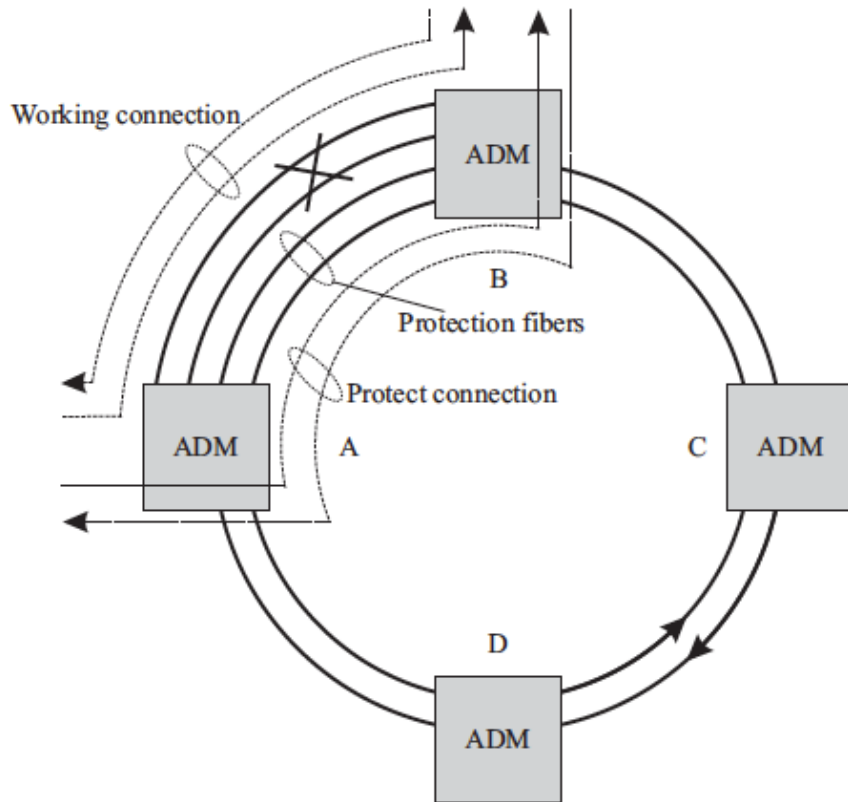 Working connection
ADM
B
Protection fibers
Protect connection
ADM
A
C
ADM
D
ADM